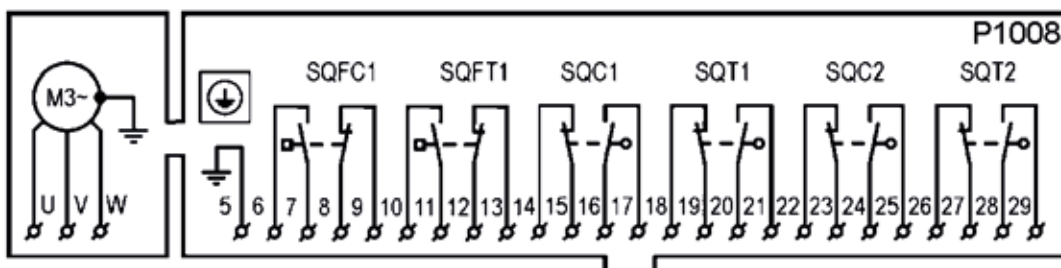 P1008
SQFC1 SQFT1 SQC1 SQT1 SQC2 SQT2
M3~
U V W 5 6 7 8 9 10 11 12 13 14 15 16 17 18 19 20 21 22 23 24 25 26 27 28 29